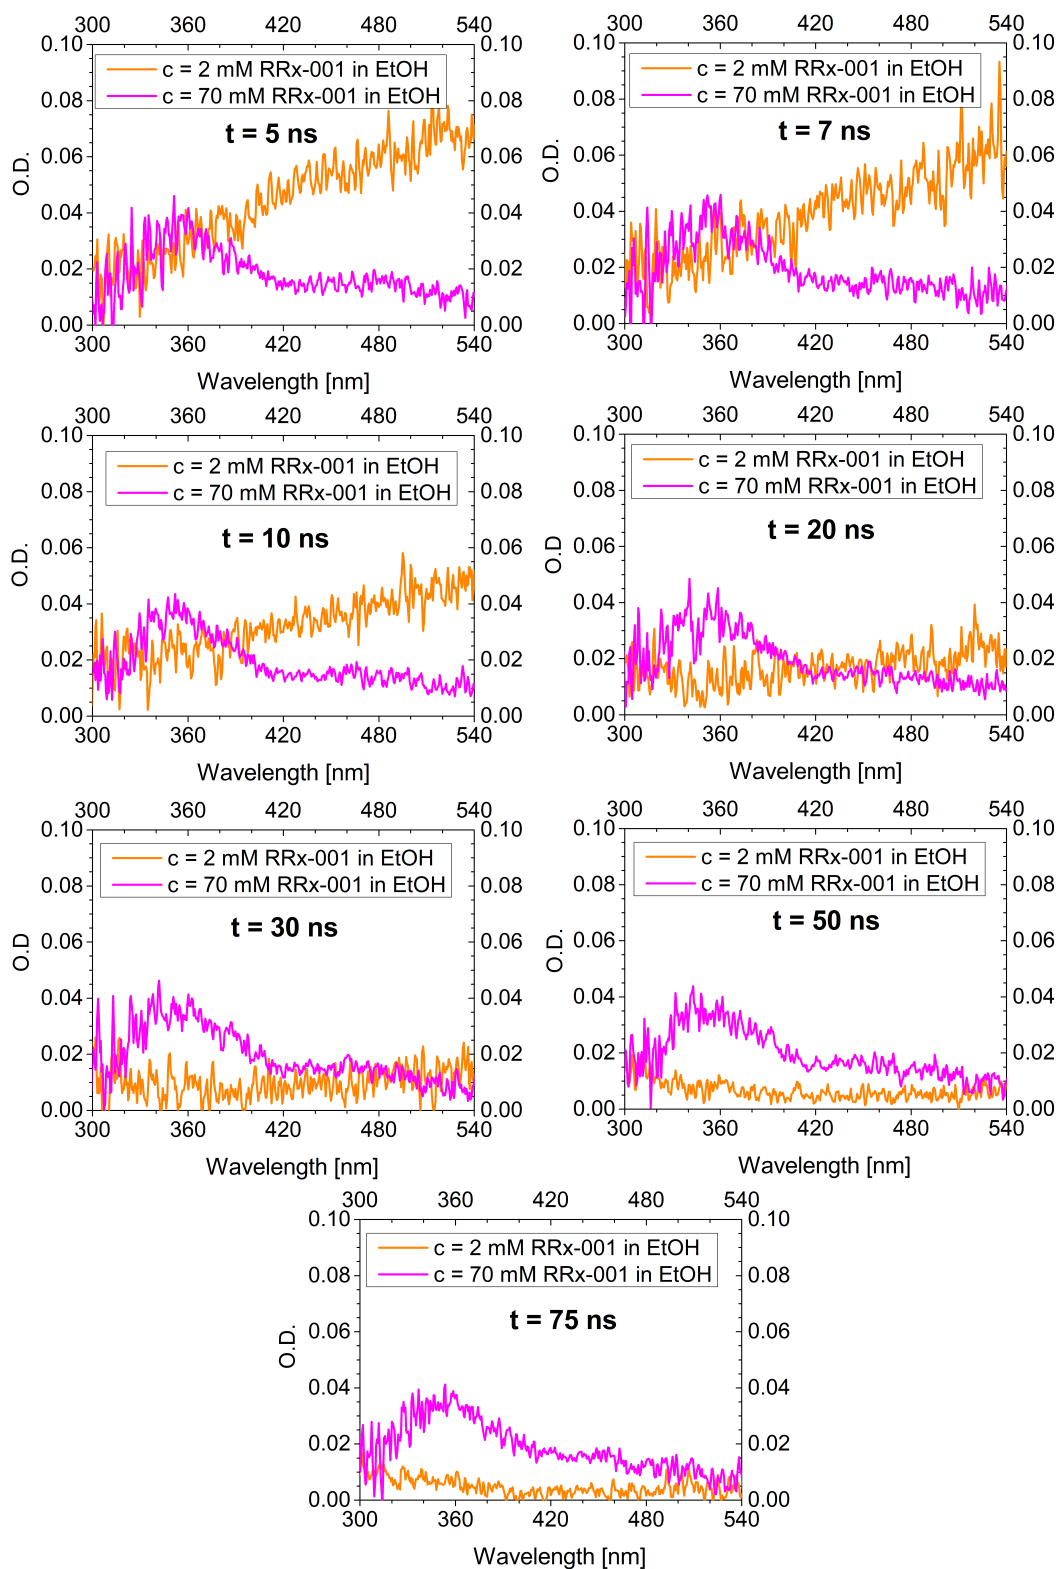 300 360 420 480 540
0.10 0.10
c = 2 mM RRx-001 in EtOH
c = 70 mM RRx-001 in EtOH
t = 5 ns
0.08 0.08
0.06 0.06
0.04 0.04
0.02 0.02
0.00 0.00
O.D.
300 360 420 480 540
Wavelength [nm]
300 360 420 480 540
0.10 0.10
c = 2 mM RRx-001 in EtOH
c = 70 mM RRx-001 in EtOH
t = 7 ns
0.08 0.08
0.06 0.06
0.04 0.04
0.02 0.02
0.00 0.00
O.D.
300 360 420 480 540
Wavelength [nm]
300 360 420 480 540
0.10 0.10
c = 2 mM RRx-001 in EtOH
c = 70 mM RRx-001 in EtOH
t = 10 ns
0.08 0.08
0.06 0.06
0.04 0.04
0.02 0.02
0.00 0.00
O.D.
300 360 420 480 540
Wavelength [nm]
300 360 420 480 540
0.10 0.10
c = 2 mM RRx-001 in EtOH
c = 70 mM RRx-001 in EtOH
t = 20 ns
0.08 0.08
0.06 0.06
0.04 0.04
0.02 0.02
0.00 0.00
O.D
300 360 420 480 540
Wavelength [nm]
300 360 420 480 540
0.10 0.10
c = 2 mM RRx-001 in EtOH
c = 70 mM RRx-001 in EtOH
t = 30 ns
0.08 0.08
0.06 0.06
0.04 0.04
0.02 0.02
0.00 0.00
O.D
300 360 420 480 540
Wavelength [nm]
300 360 420 480 540
0.10 0.10
c = 2 mM RRx-001 in EtOH
c = 70 mM RRx-001 in EtOH
t = 50 ns
0.08 0.08
0.06 0.06
0.04 0.04
0.02 0.02
0.00 0.00
O.D.
300 360 420 480 540
Wavelength [nm]
300 360 420 480 540
0.10 0.10
c = 2 mM RRx-001 in EtOH
c = 70 mM RRx-001 in EtOH
t = 75 ns
0.08 0.08
0.06 0.06
0.04 0.04
0.02 0.02
0.00 0.00
O.D.
300 360 420 480 540
Wavelength [nm]